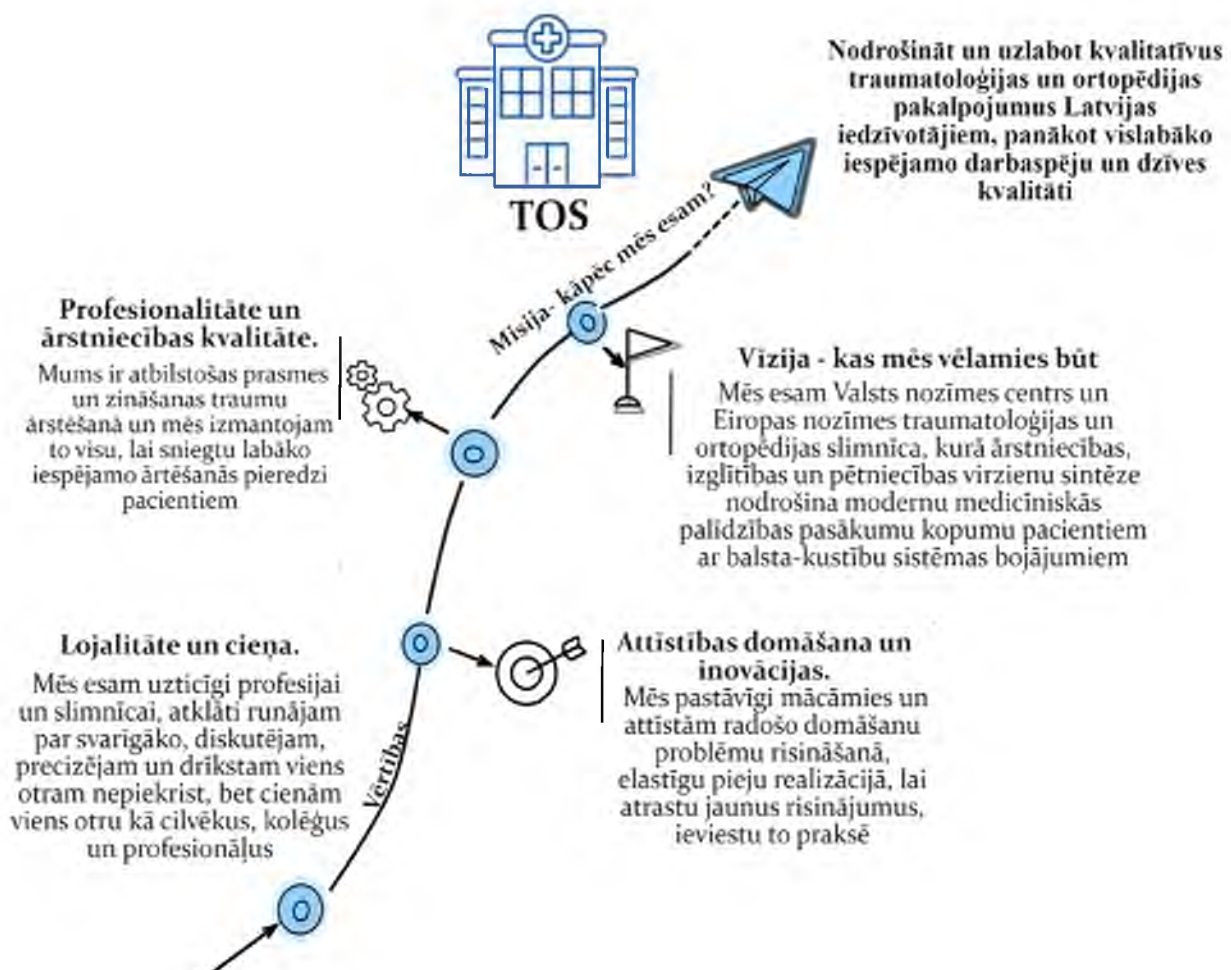 Nodrošināt un uzlabot kvalitatīvus
traumatoloģijas un ortopēdijas
pakalpojumus Latvijas
iedzīvotājiem, panākot vislabāko
iespējamo darbaspēju un dzīves
kvalitāti
TOS
Misija- kāpēc mēs esam?
Profesionalitāte un
ārstniecības kvalitāte.
Mums ir atbilstošas prasmes
un zināšanas traumu
ārstēšanā un mēs izmantojam
to visu, lai sniegtu labāko
iespējamo ārtēšanās pieredzi
pacientiem
Vīzija - kas mēs vēlamies būt
Mēs esam Valsts nozīmes centrs un
Eiropas nozīmes traumatoloģijas un
ortopēdijas slimnīca, kurā ārstniecības,
izglītības un pētniecības virzienu sintēze
nodrošina modernu medicīniskās
palīdzības pasākumu kopumu pacientiem
ar balsta-kustību sistēmas bojājumiem
Lojalitāte un cieņa.
Mēs esam uzticīgi profesijai
un slimnīcai, atklāti runājam
par svarīgāko, diskutējam,
precizējam un drīkstam viens
otram nepiekrist, bet cienām
viens otru kā cilvēkus, kolēģus
un profesionāļus
Vērtības
Attīstības domāšana un
inovācijas.
Mēs pastāvīgi mācāmies un
attīstām radošo domāšanu
problēmu risināšanā,
elastīgu pieju realizācijā, lai
atrastu jaunus risinājumus,
ieviestu to praksē